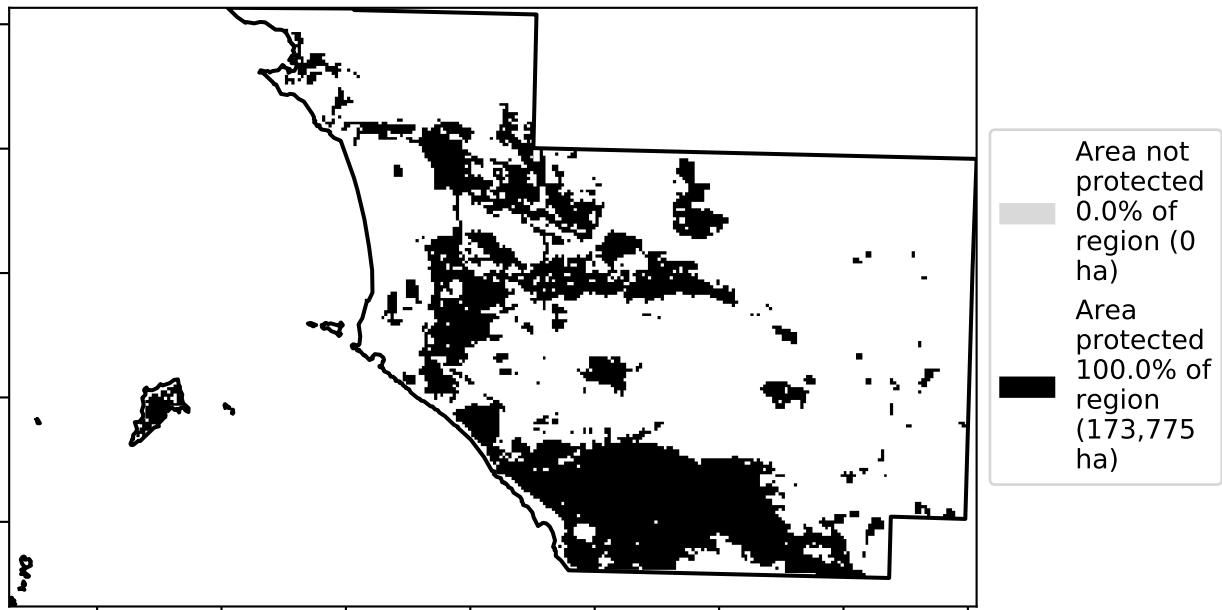 Area not
protected
0.0% of
region (0
ha)
Area
protected
100.0% of
region
(173,775
ha)